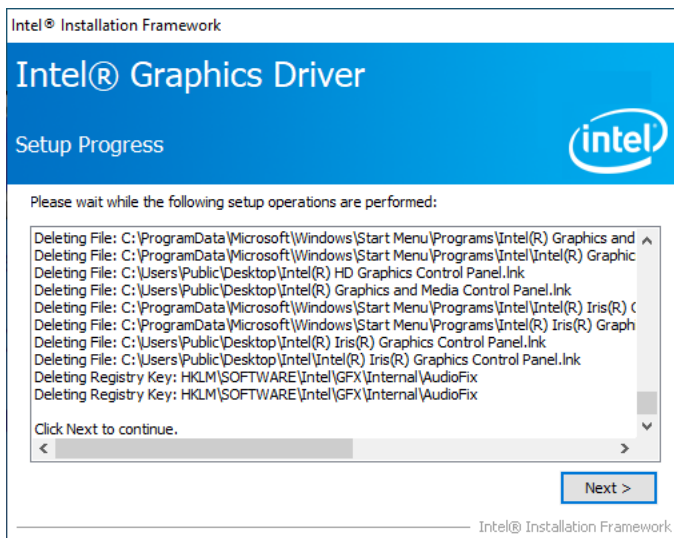 Intel® Installation Framework
Intel® Graphics Driver
Setup Progress
intel
Please wait while the following setup operations are performed:
Deleting File: C:\ProgramData\Microsoft\Windows\Start Menu\Programs\Intel(R) Graphics and
Deleting File: C:\ProgramData\Microsoft\Windows\Start Menu\Programs\Intel\Intel(R) Graphic
Deleting File: C:\Users\Public\Desktop\Intel(R) HD Graphics Control Panel.lnk
Deleting File: C:\Users\Public\Desktop\Intel(R) Graphics and Media Control Panel.lnk
Deleting File: C:\ProgramData\Microsoft\Windows\Start Menu\Programs\Intel\Intel(R) Iris(R) G
Deleting File: C:\ProgramData\Microsoft\Windows\Start Menu\Programs\Intel(R) Iris(R) Graph
Deleting File: C:\Users\Public\Desktop\Intel(R) Iris(R) Graphics Control Panel.lnk
Deleting File: C:\Users\Public\Desktop\Intel\Intel(R) Iris(R) Graphics Control Panel.lnk
Deleting Registry Key: HKLM\SOFTWARE\Intel\GFX\Internal\AudioFix
Deleting Registry Key: HKLM\SOFTWARE\Intel\GFX\Internal\AudioFix
Click Next to continue.
Next >
Intel® Installation Framework